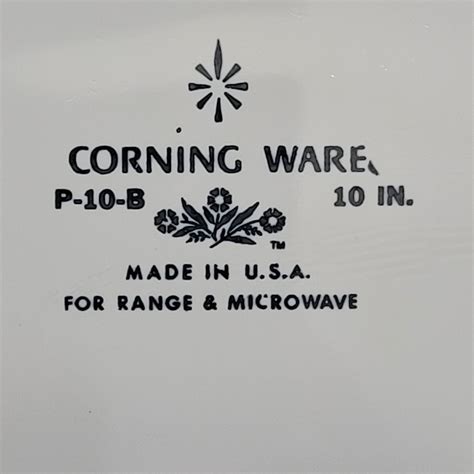 CORNING WARE
P-10-B 10 IN.
TM
MADE IN U.S.A.
FOR RANGE & MICROWAVE